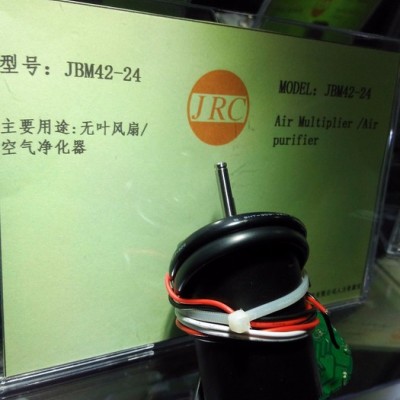 型号: JBM42-24
主要用途:无叶风扇/
空气净化器
JRC
MODEL: JBM42-24
Air Multiplier /Air
purifier